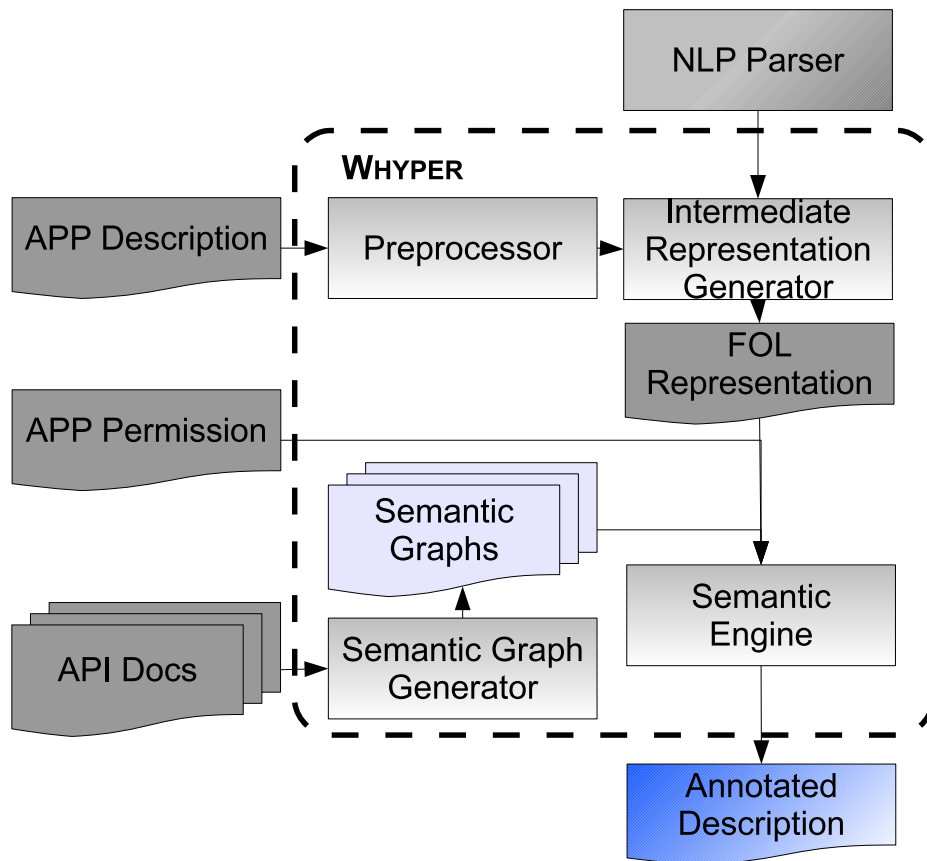 NLP Parser
WHYPER
APP Description
Preprocessor
Intermediate
Representation
Generator
FOL
Representation
APP Permission
Semantic
Graphs
Semantic
Engine
API Docs
Semantic Graph
Generator
Annotated
Description